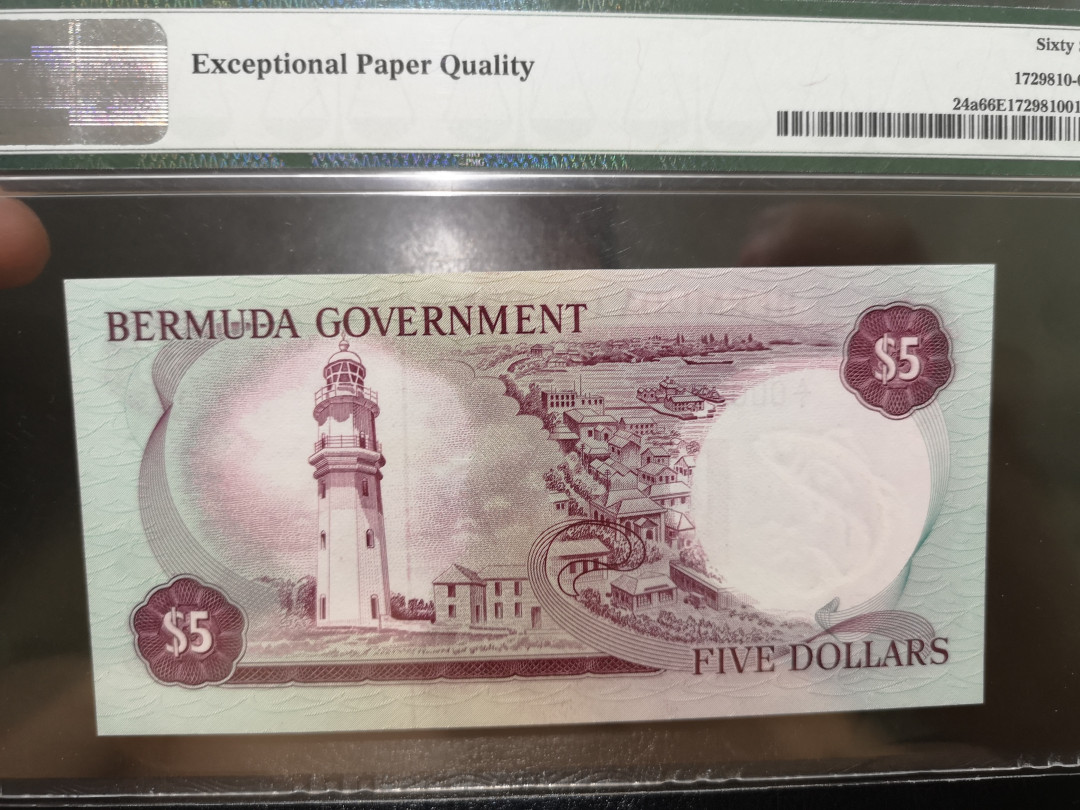 Exceptional Paper Quality
Sixty
1729810-
24a66E172981001
BERMUDA GOVERNMENT
$5
$5
FIVE DOLLARS